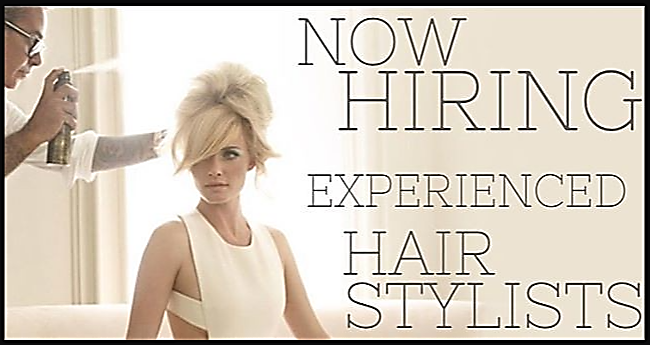 NOW
HIRING
EXPERIENCED
HAIR
STYLISTS